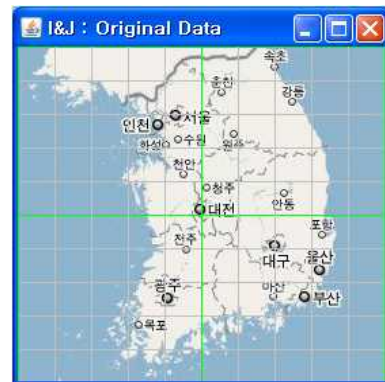 I&J : Original Data
속초
춘천
강릉
인천
서울
화성
수원
원주
천안
청주
안동
대전
포항
전주
대구
울산
광주
마산
부산
목포